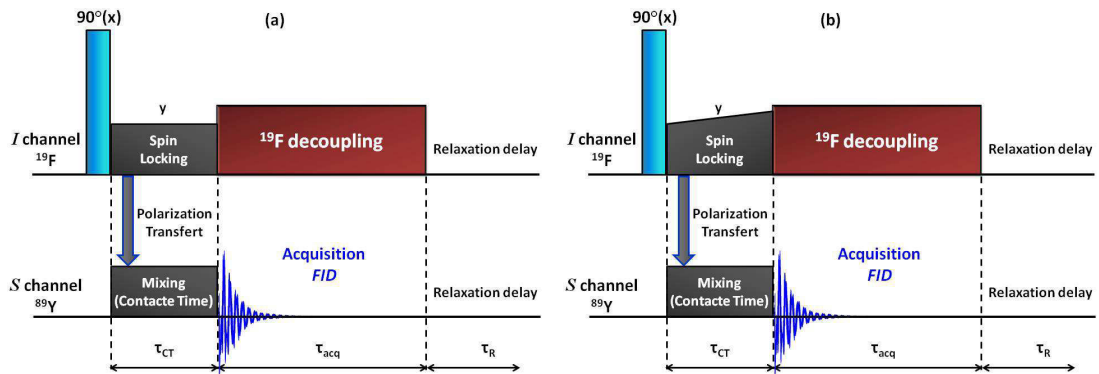 90°(x)
(a)
y
I channel
19F
Spin
Locking
19F decoupling
Relaxation delay
Polarization
Transfert
Acquisition
FID
S channel
89Y
Mixing
(Contacte Time)
Relaxation delay
τCT
τacq
τR
90°(x)
(b)
y
I channel
19F
Spin
Locking
19F decoupling
Relaxation delay
Polarization
Transfert
Acquisition
FID
S channel
89Y
Mixing
(Contacte Time)
Relaxation delay
τCT
τacq
τR